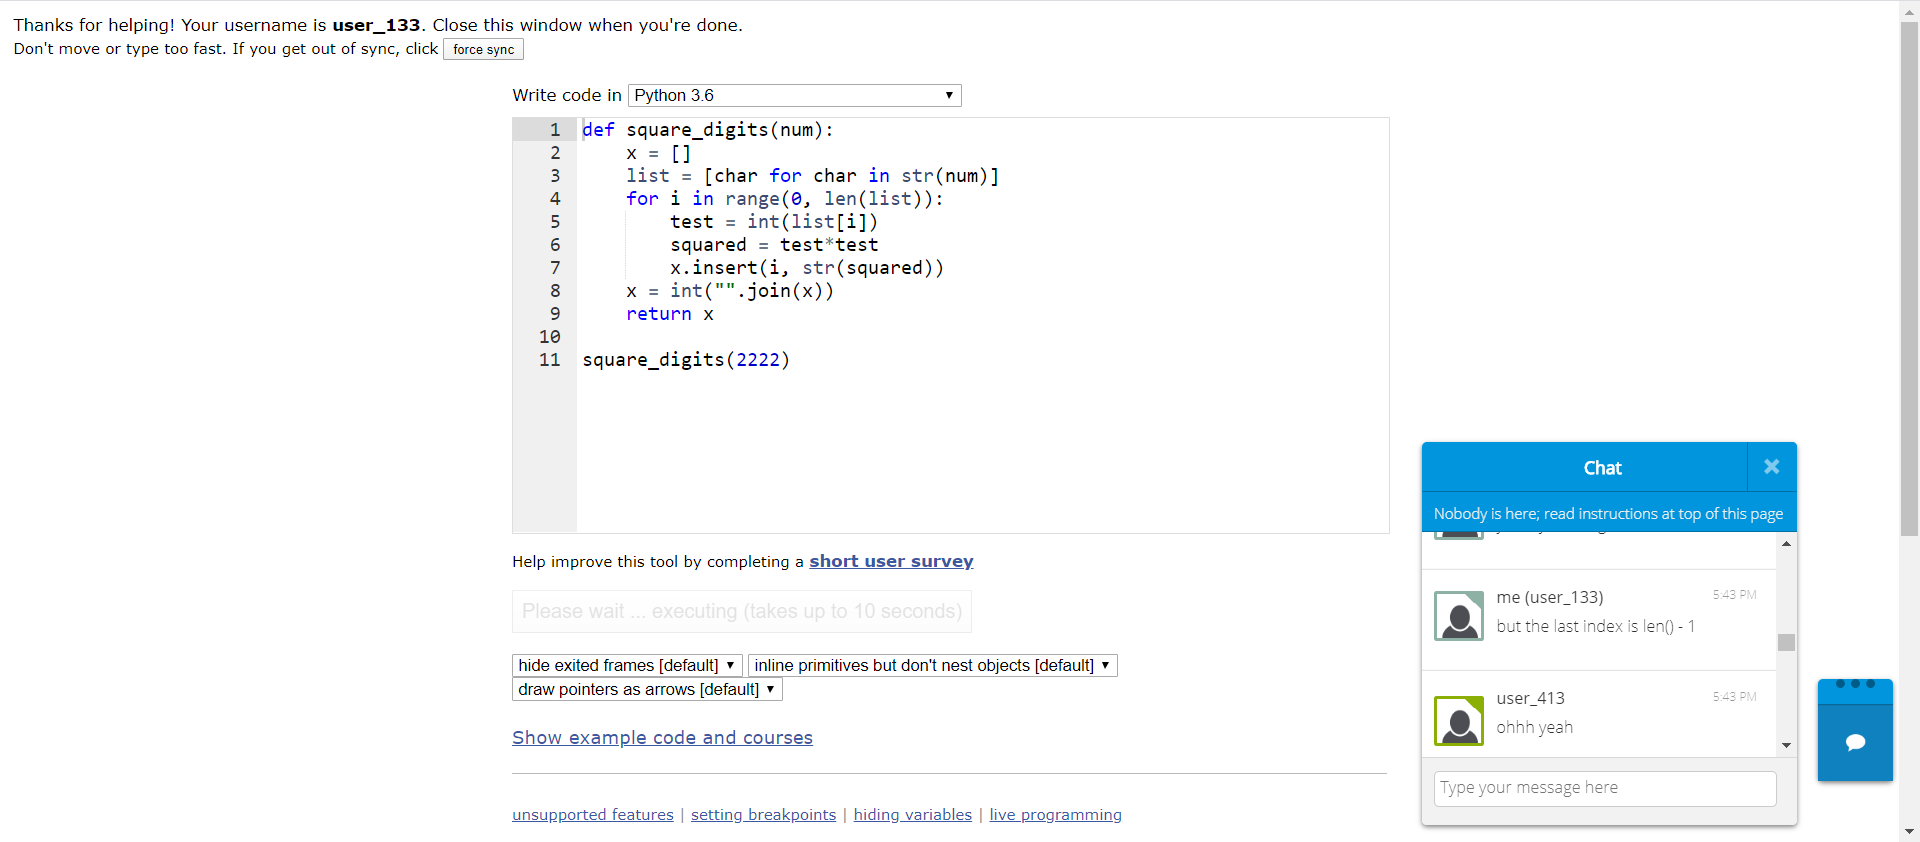 Thanks for helping! Your username is user_133. Close this window when you're done.
Don't move or type too fast. If you get out of sync, click force sync
Write code in Python 3.6
1 def square_digits(num):
2     x = []
3     list = [char for char in str(num)]
4     for i in range(0, len(list)):
5         test = int(list[i])
6         squared = test*test
7         x.insert(i, str(squared))
8     x = int("".join(x))
9     return x
10
11 square_digits(2222)
Help improve this tool by completing a short user survey
Please wait ... executing (takes up to 10 seconds)
hide exited frames [default] inline primitives but don't nest objects [default]
draw pointers as arrows [default]
Show example code and courses
unsupported features | setting breakpoints | hiding variables | live programming
Chat
Nobody is here; read instructions at top of this page
me (user_133) 5:43 PM
but the last index is len() - 1
user_413 5:43 PM
ohhh yeah
Type your message here